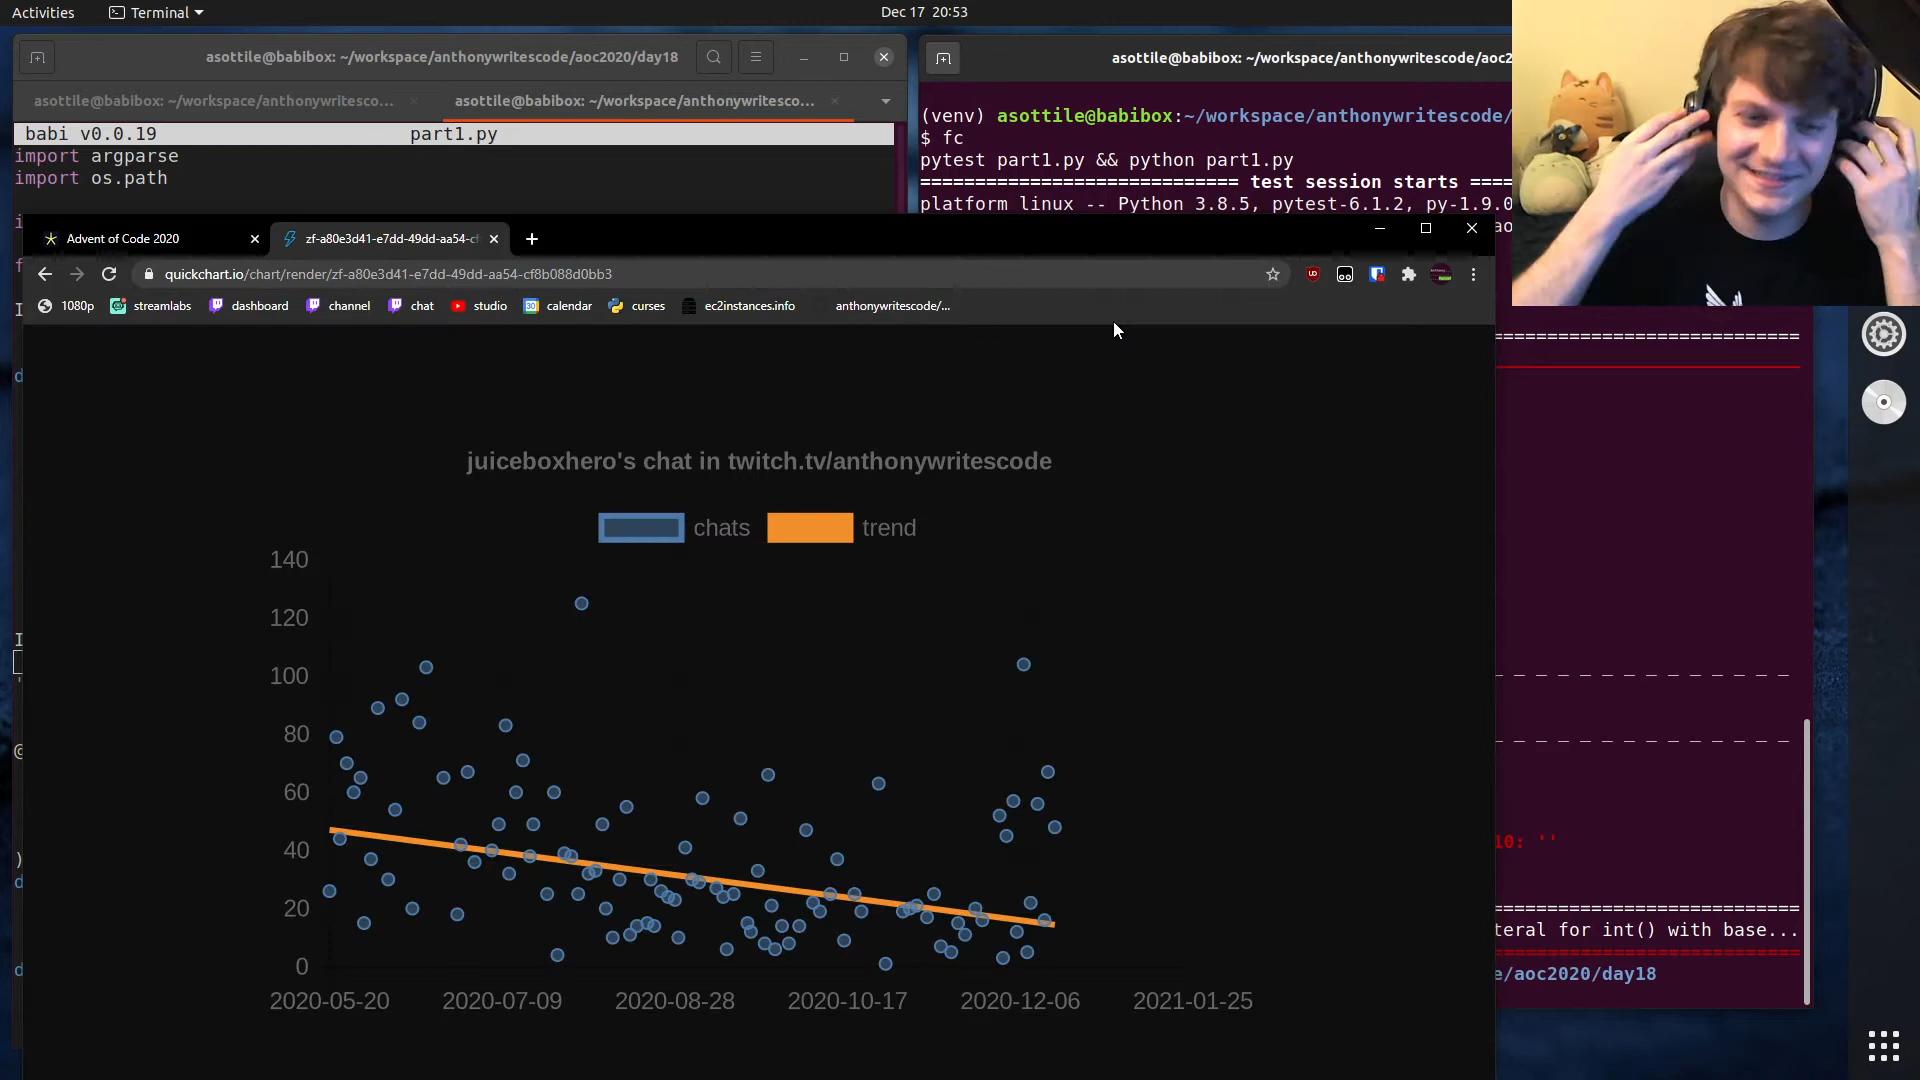 Activities
Terminal
Dec 17 20:53
asottile@babibox: ~/workspace/anthonywritescode/aoc2020/day18
asottile@babibox: ~/workspace/anthonywritesco...
asottile@babibox: ~/workspace/anthonywritesco...
babi v0.0.19 part1.py
import argparse
import os.path
asottile@babibox: ~/workspace/anthonywritescode/aoc2
(venv) asottile@babibox:~/workspace/anthonywritescode/
$ fc
pytest part1.py && python part1.py
============================ test session starts ====
platform linux -- Python 3.8.5, pytest-6.1.2, py-1.9.0
Advent of Code 2020
zf-a80e3d41-e7dd-49dd-aa54-cf
quickchart.io/chart/render/zf-a80e3d41-e7dd-49dd-aa54-cf8b088d0bb3
1080p
streamlabs
dashboard
channel
chat
studio
calendar
curses
ec2instances.info
anthonywritescode/...
juiceboxhero's chat in twitch.tv/anthonywritescode
chats
trend
140
120
100
80
60
40
20
0
2020-05-20
2020-07-09
2020-08-28
2020-10-17
2020-12-06
2021-01-25
10: ''
teral for int() with base...
e/aoc2020/day18